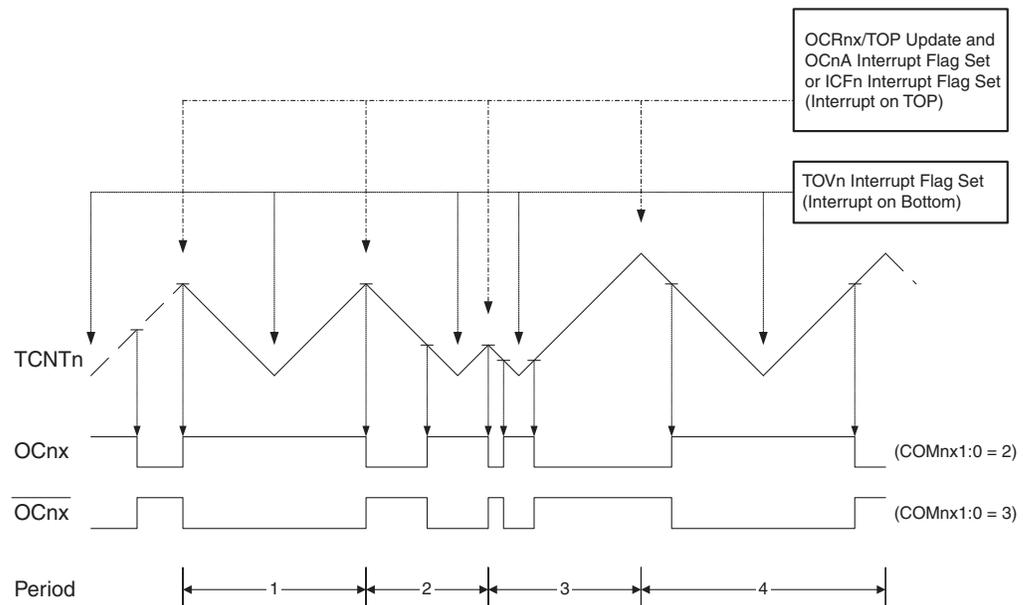 OCRnx/TOP Update and
OCnA Interrupt Flag Set
or ICFn Interrupt Flag Set
(Interrupt on TOP)
TOVn Interrupt Flag Set
(Interrupt on Bottom)
TCNTn
OCnx
(COMnx1:0 = 2)
OCnx
(COMnx1:0 = 3)
Period
1
2
3
4